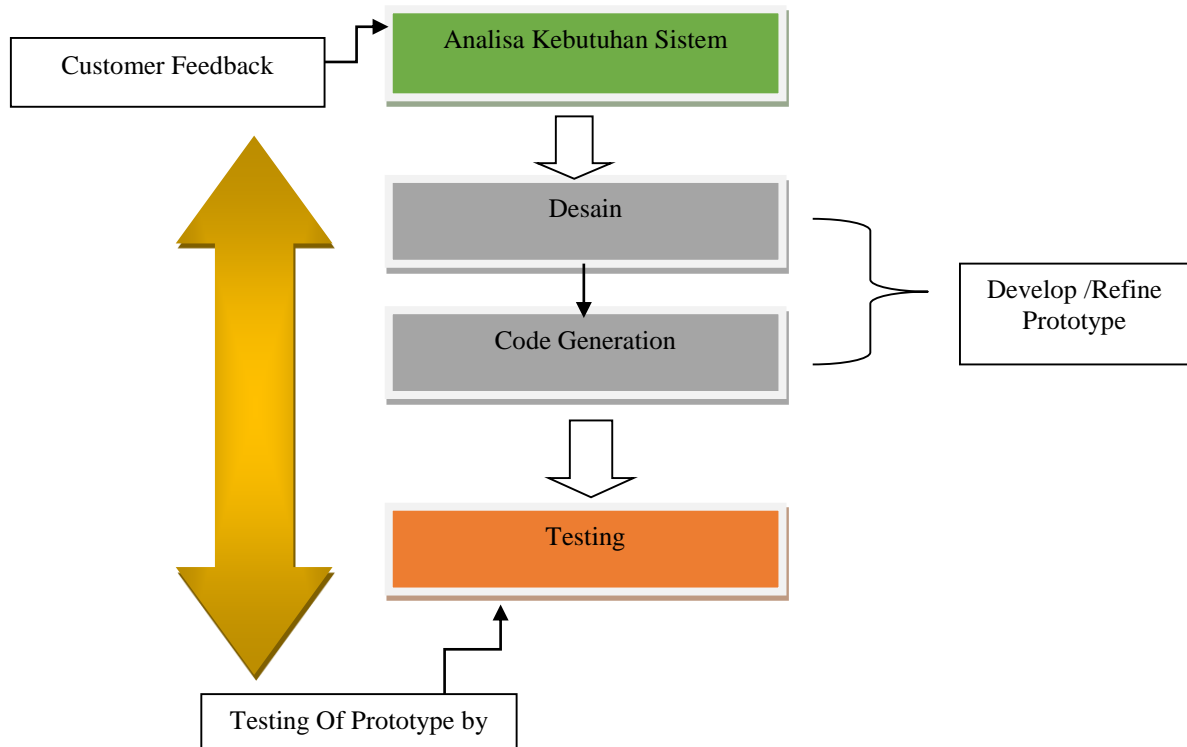 Analisa Kebutuhan Sistem
Customer Feedback
Desain
Develop /Refine
Prototype
Code Generation
Testing
Testing Of Prototype by